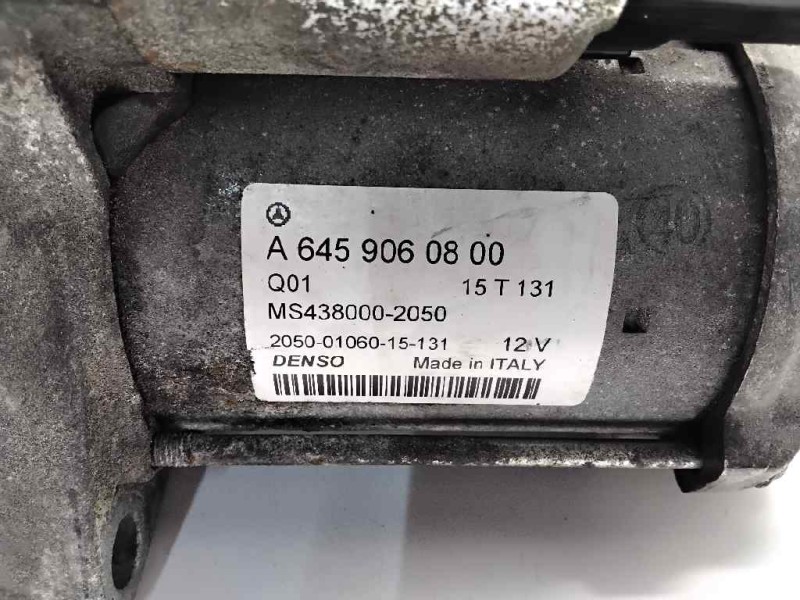 A 645 906 08 00
Q01 15 T 131
MS438000-2050
2050-01060-15-131 12 V
DENSO Made in ITALY